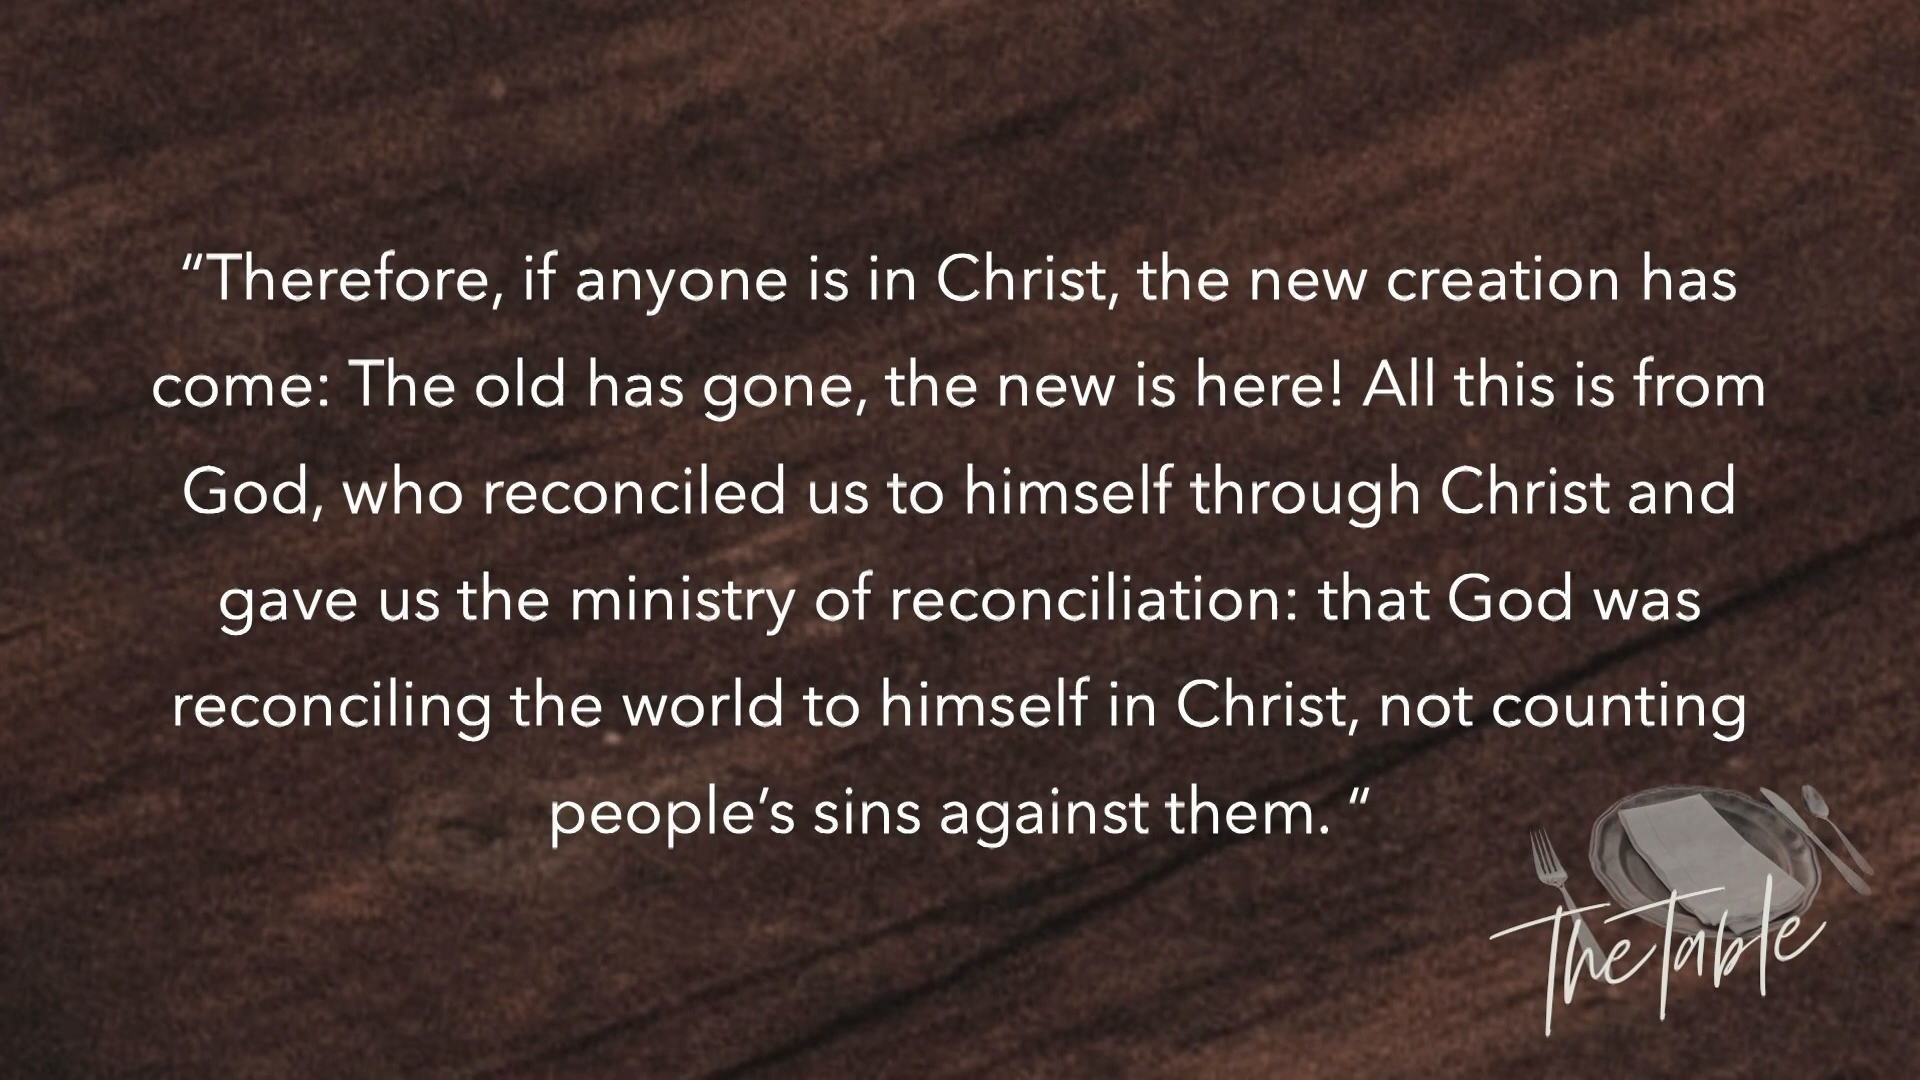 “Therefore, if anyone is in Christ, the new creation has
come: The old has gone, the new is here! All this is from
God, who reconciled us to himself through Christ and
gave us the ministry of reconciliation: that God was
reconciling the world to himself in Christ, not counting
people’s sins against them. “
The Table